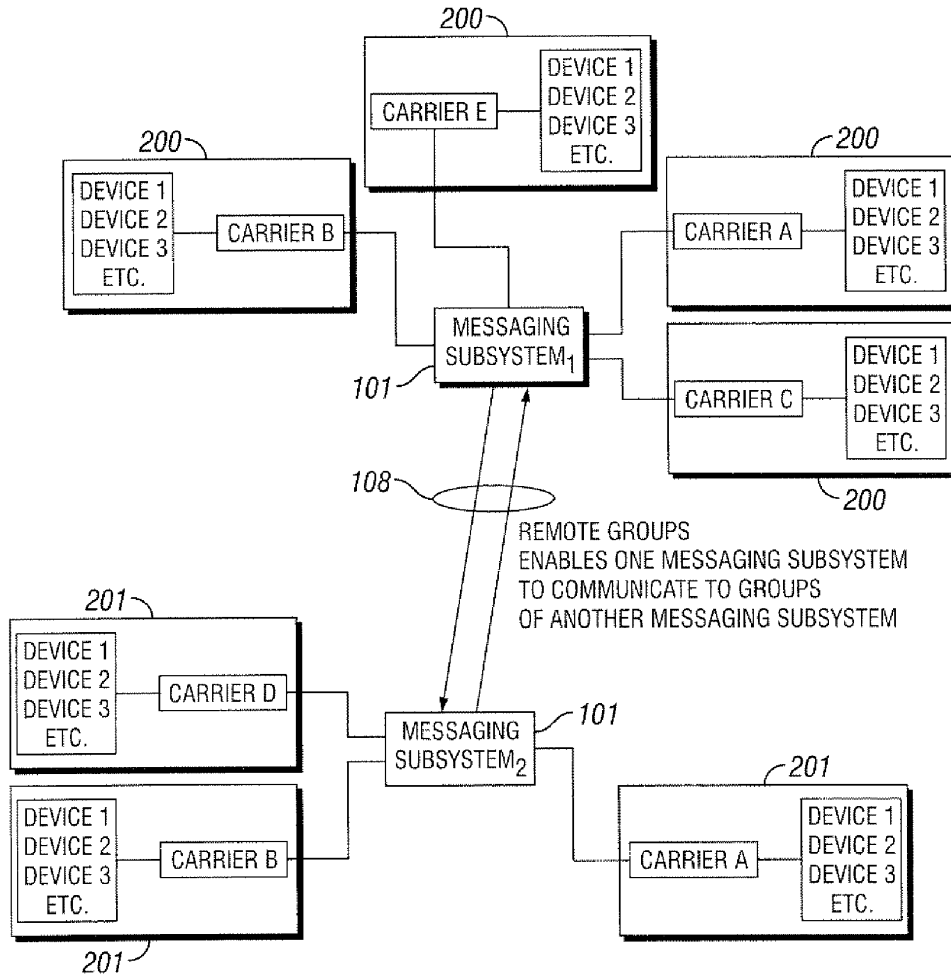 200
CARRIER E
DEVICE 1
DEVICE 2
DEVICE 3
ETC.
200
DEVICE 1
DEVICE 2
DEVICE 3
ETC.
CARRIER B
200
CARRIER A
DEVICE 1
DEVICE 2
DEVICE 3
ETC.
MESSAGING
SUBSYSTEM1
101
CARRIER C
DEVICE 1
DEVICE 2
DEVICE 3
ETC.
200
108
REMOTE GROUPS
ENABLES ONE MESSAGING SUBSYSTEM
TO COMMUNICATE TO GROUPS
OF ANOTHER MESSAGING SUBSYSTEM
201
DEVICE 1
DEVICE 2
DEVICE 3
ETC.
CARRIER D
MESSAGING
SUBSYSTEM2
101
DEVICE 1
DEVICE 2
DEVICE 3
ETC.
CARRIER B
201
201
CARRIER A
DEVICE 1
DEVICE 2
DEVICE 3
ETC.